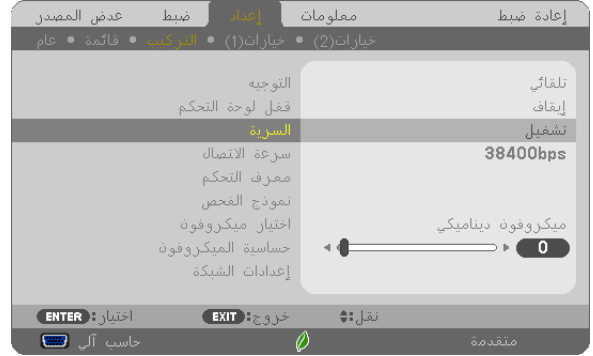 عدض المصدر ضبط إعداد معلومات إعادة ضبط
عام • قائمة • التركيب • خيارات(1) • خيارات(2)
التوجيه تلقائي
قفل لوحة التحكم إيقاف
السرية تشغيل
سرعة الاتصال 38400bps
معرف التحكم
نموذج الفحص
اختيار ميكروفون ميكروفون ديناميكي
حساسية الميكروفون 0
إعدادات الشبكة
ENTER :اختيار EXIT :خروج نقل:
حاسب آلي متقدمة